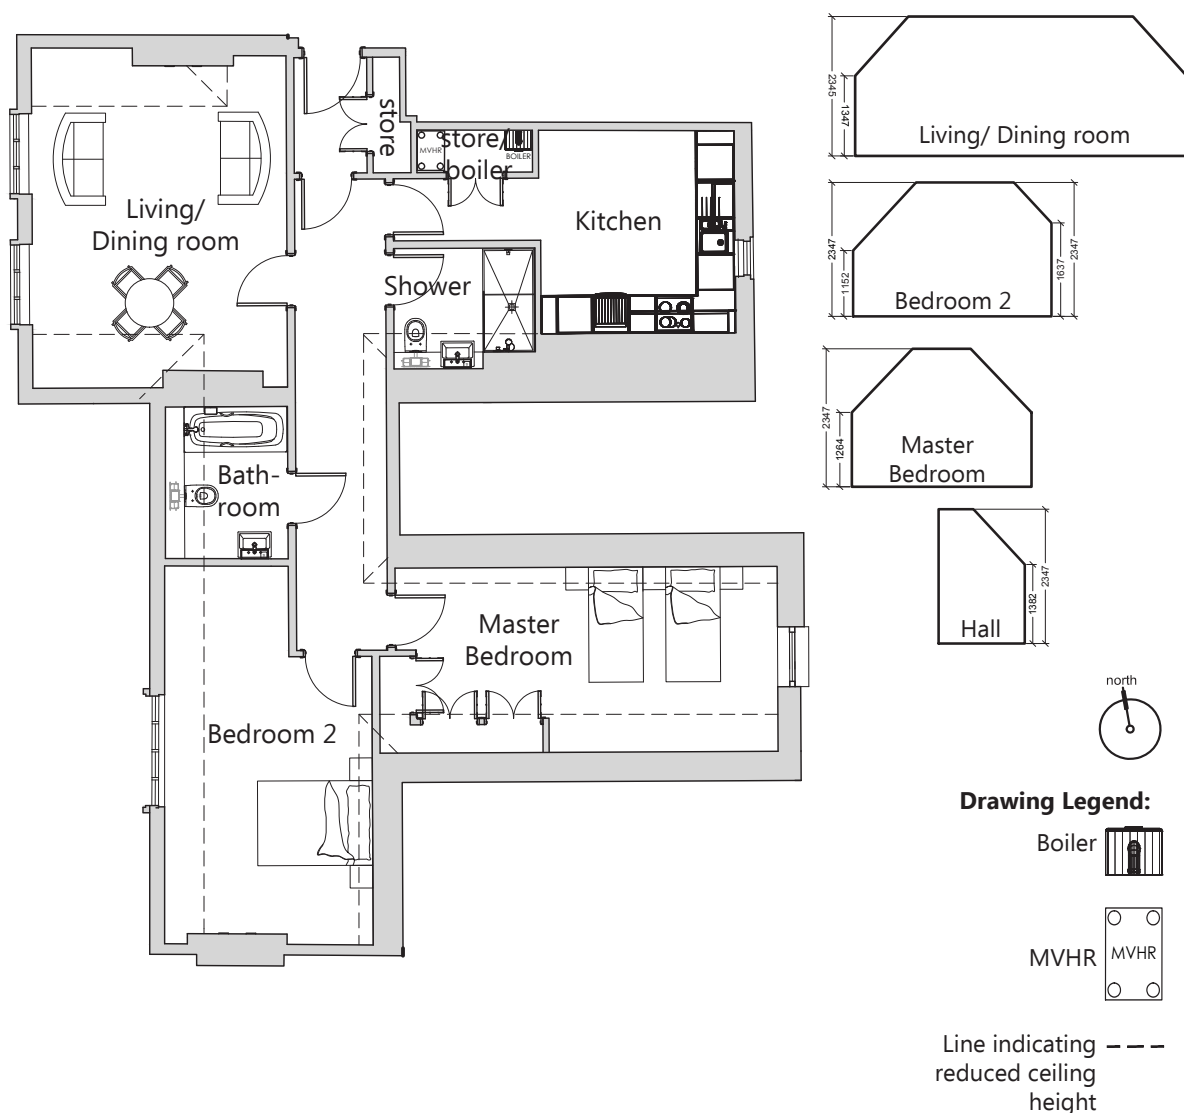 store
MVHR
store/
boiler
BOILER
Living/
Dining room
Kitchen
Shower
Bath-
room
Master
Bedroom
Bedroom 2
2345
1347
Living/ Dining room
2347
1152
Bedroom 2
1637
2347
2347
1264
Master
Bedroom
Hall
1382
2347
north
Drawing Legend:
Boiler
MVHR
MVHR
Line indicating
reduced ceiling
height